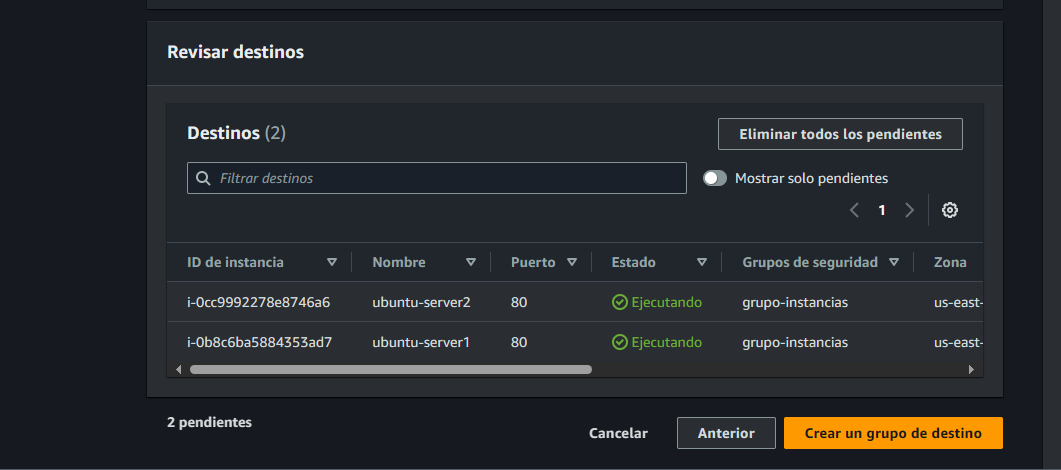 Revisar destinos
Destinos (2)
Eliminar todos los pendientes
Filtrar destinos
Mostrar solo pendientes
1
ID de instancia Nombre Puerto Estado Grupos de seguridad Zona
i-0cc9992278e8746a6 ubuntu-server2 80 Ejecutando grupo-instancias us-east-
i-0b8c6ba5884353ad7 ubuntu-server1 80 Ejecutando grupo-instancias us-east-
2 pendientes
Cancelar Anterior Crear un grupo de destino